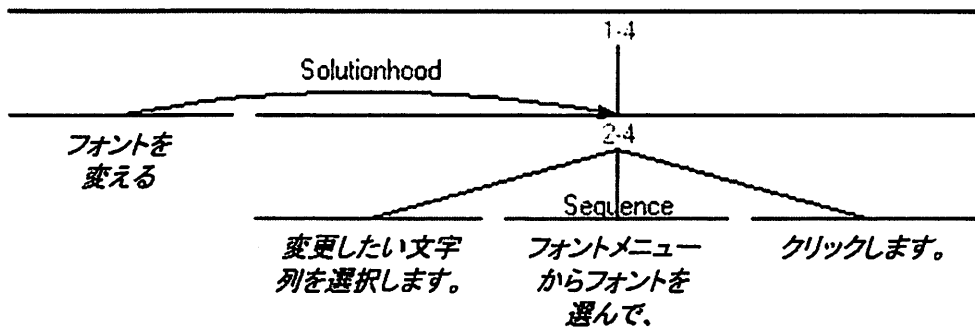 1-4
Solutionhood
フォントを
変える
2-4
Sequence
変更したい文字
列を選択します。
フォントメニュー
からフォントを
選んで、
クリックします。